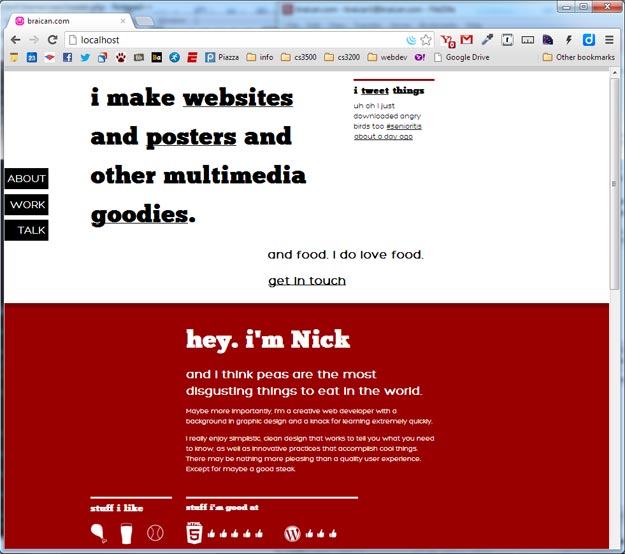 braican.com
localhost
23
Ba
Piazza
info
cs3500
cs3200
webdev
Google Drive
Other bookmarks
i make websites
and posters and
other multimedia
goodies.
i tweet things
uh oh I just
downloaded angry
birds too #senioritis
about a day ago
ABOUT
WORK
TALK
and food. I do love food.
get in touch
hey. i'm Nick
and I think peas are the most
disgusting things to eat in the world.
Maybe more importantly, I'm a creative web developer with a
background in graphic design and a knack for learning extremely quickly.
I really enjoy simplistic, clean design that works to tell you what you need
to know, as well as innovative practices that accomplish cool things.
There may be nothing more pleasing than a quality user experience.
Except for maybe a good steak.
stuff i like
stuff i'm good at
HTML
5